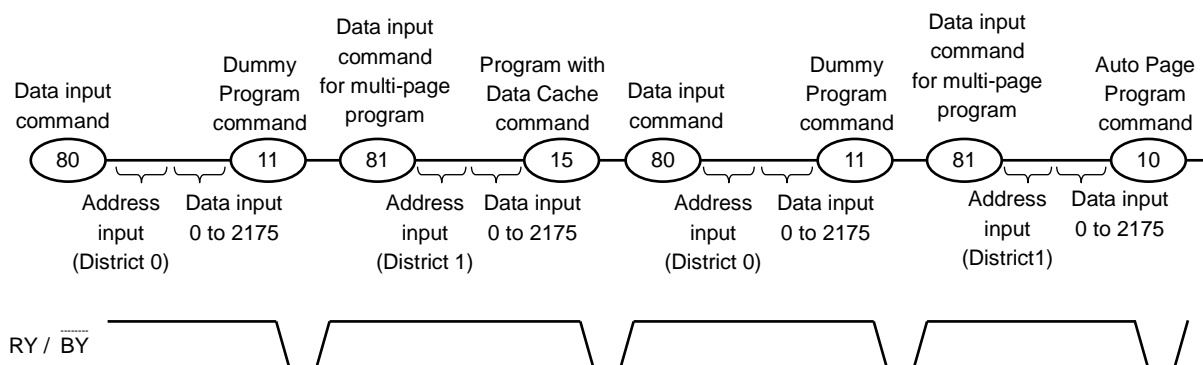 Data input
command
Dummy
Program
command
Data input
command
for multi-page
program
Program with
Data Cache
command
Data input
command
Dummy
Program
command
Data input
command
for multi-page
program
Auto Page
Program
command
80
11
81
15
80
11
81
10
Address
input
(District 0)
Data input
0 to 2175
Address
input
(District 1)
Data input
0 to 2175
Address
input
(District 0)
Data input
0 to 2175
Address
input
(District1)
Data input
0 to 2175
RY / BY